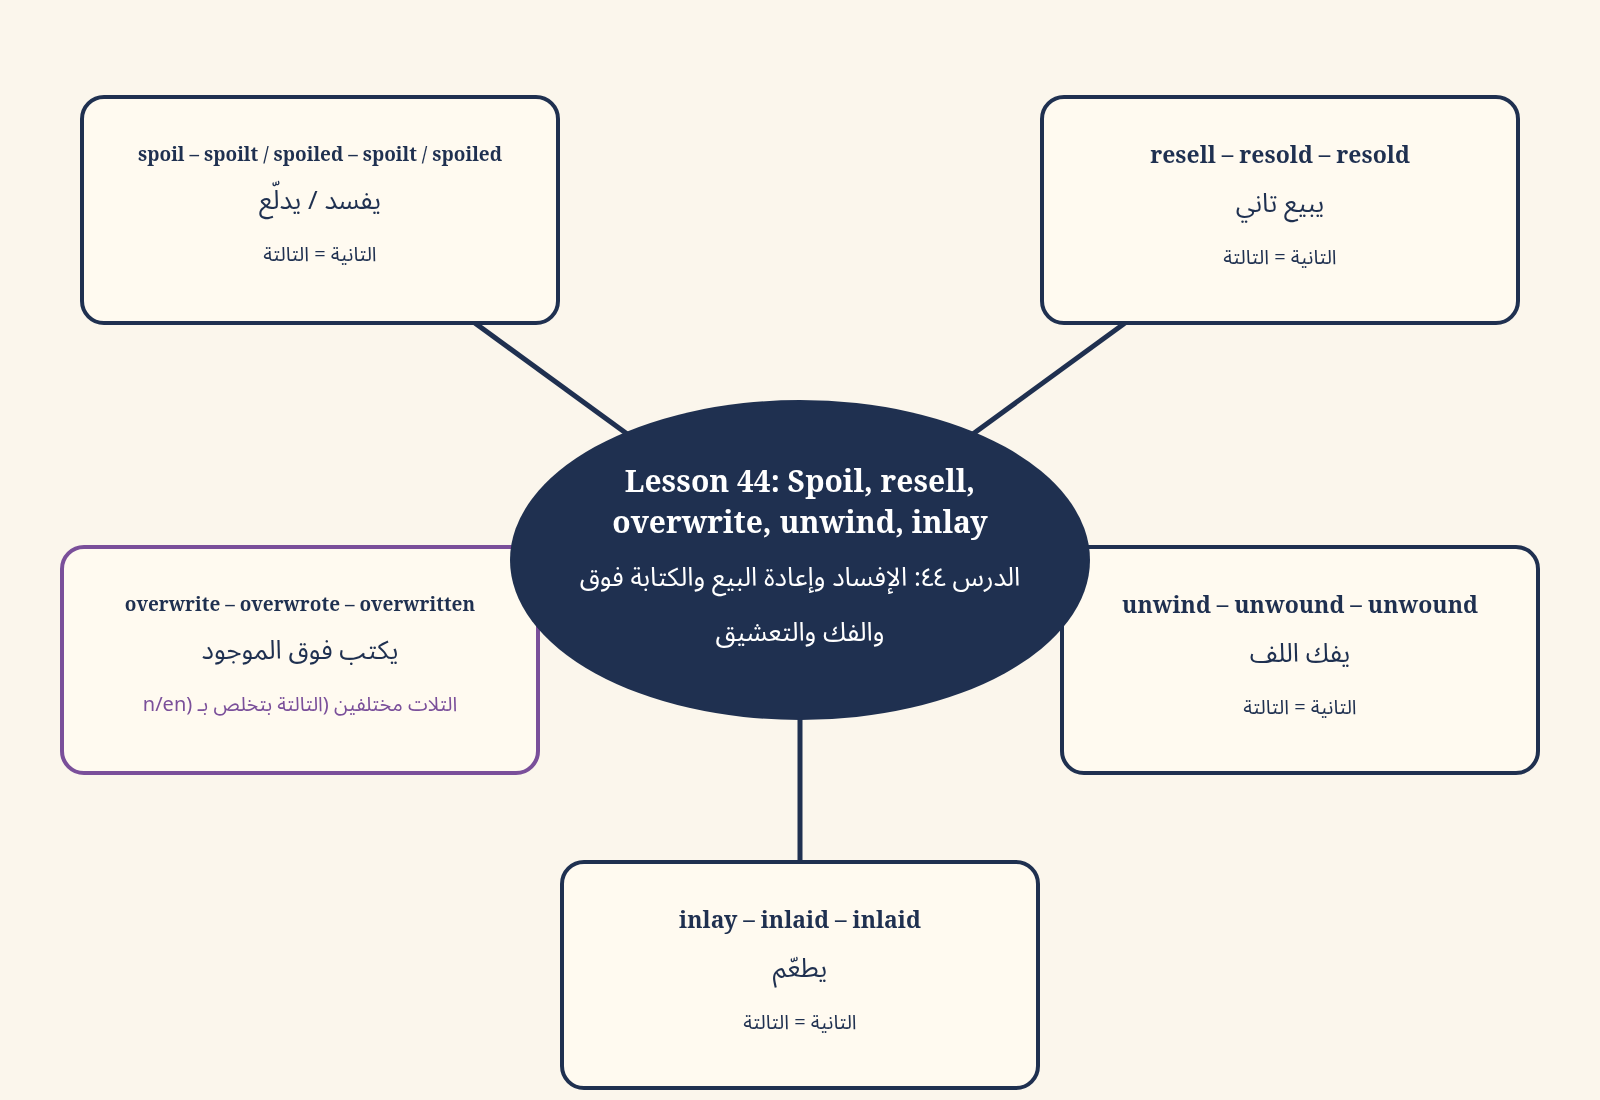 spoil – spoilt / spoiled – spoilt / spoiled
يفسد / يدلّع
التانية = التالتة
resell – resold – resold
يبيع تاني
التانية = التالتة
Lesson 44: Spoil, resell,
overwrite, unwind, inlay
الدرس ٤٤: الإفساد وإعادة البيع والكتابة فوق
والفك والتعشيق
overwrite – overwrote – overwritten
يكتب فوق الموجود
التلات مختلفين (التالتة بتخلص بـ n/en)
unwind – unwound – unwound
يفك اللف
التانية = التالتة
inlay – inlaid – inlaid
يطعّم
التانية = التالتة